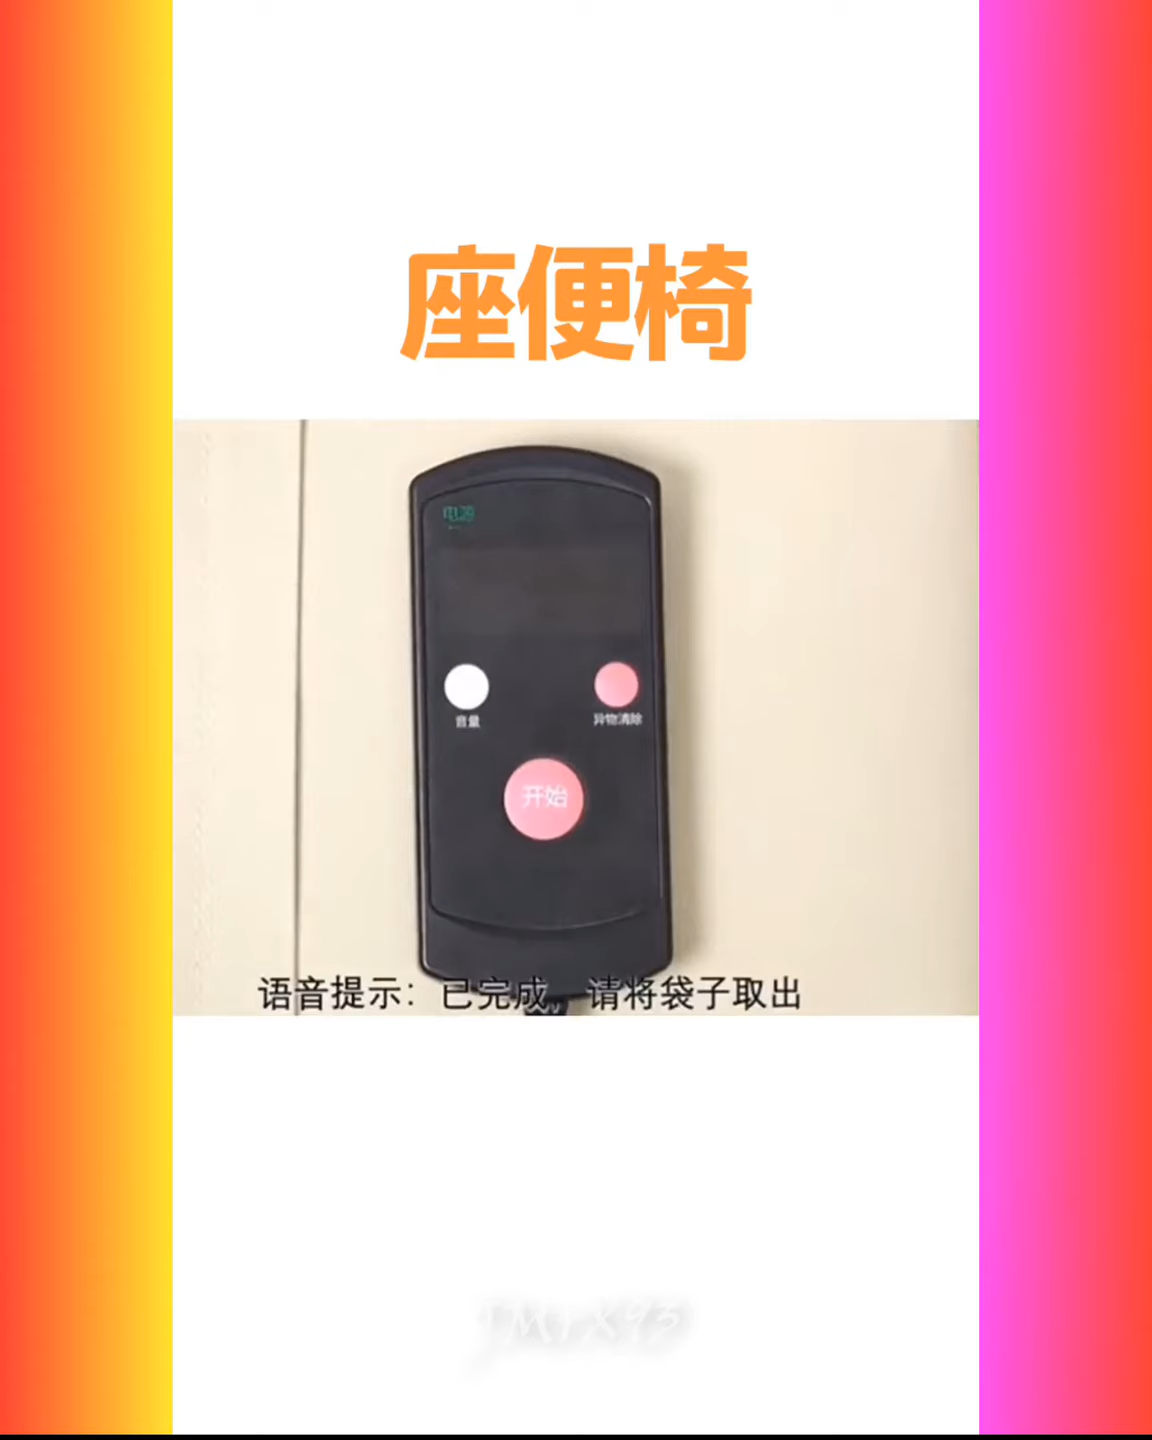 座便椅
电源
音量
异物清除
开始
语音提示：已完成，请将袋子取出